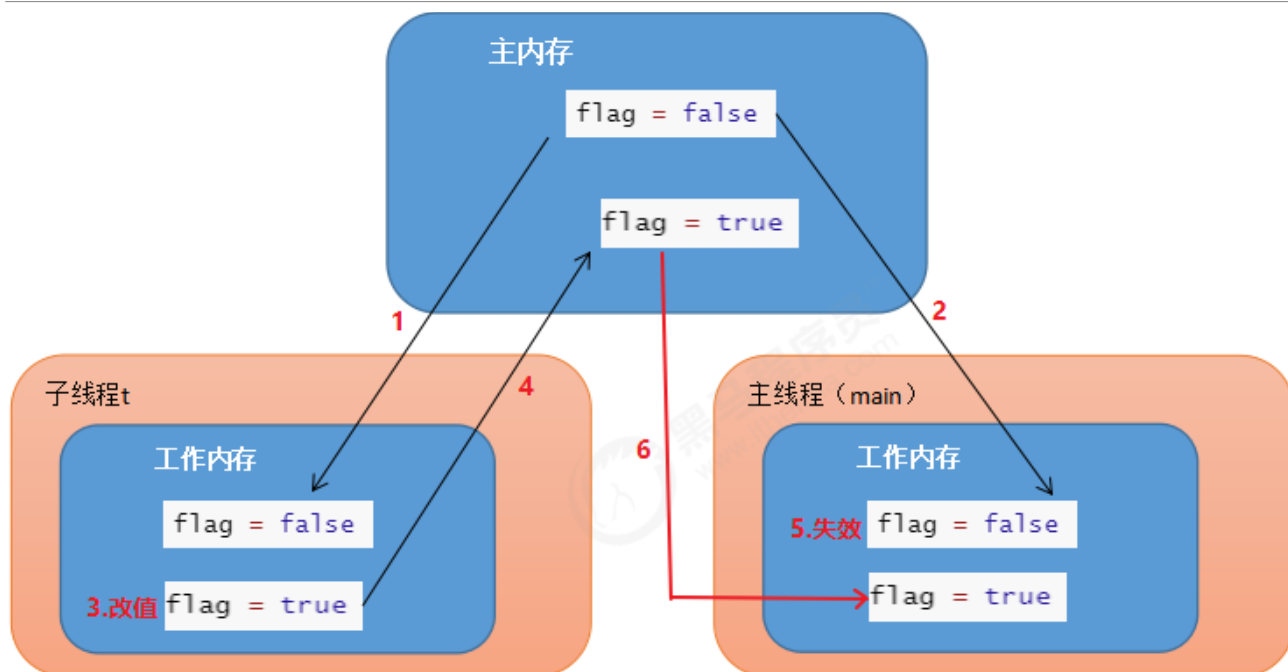 主内存
flag = false
flag = true
1
2
4
6
子线程t
工作内存
flag = false
3.改值 flag = true
主线程（main）
工作内存
5.失效 flag = false
flag = true